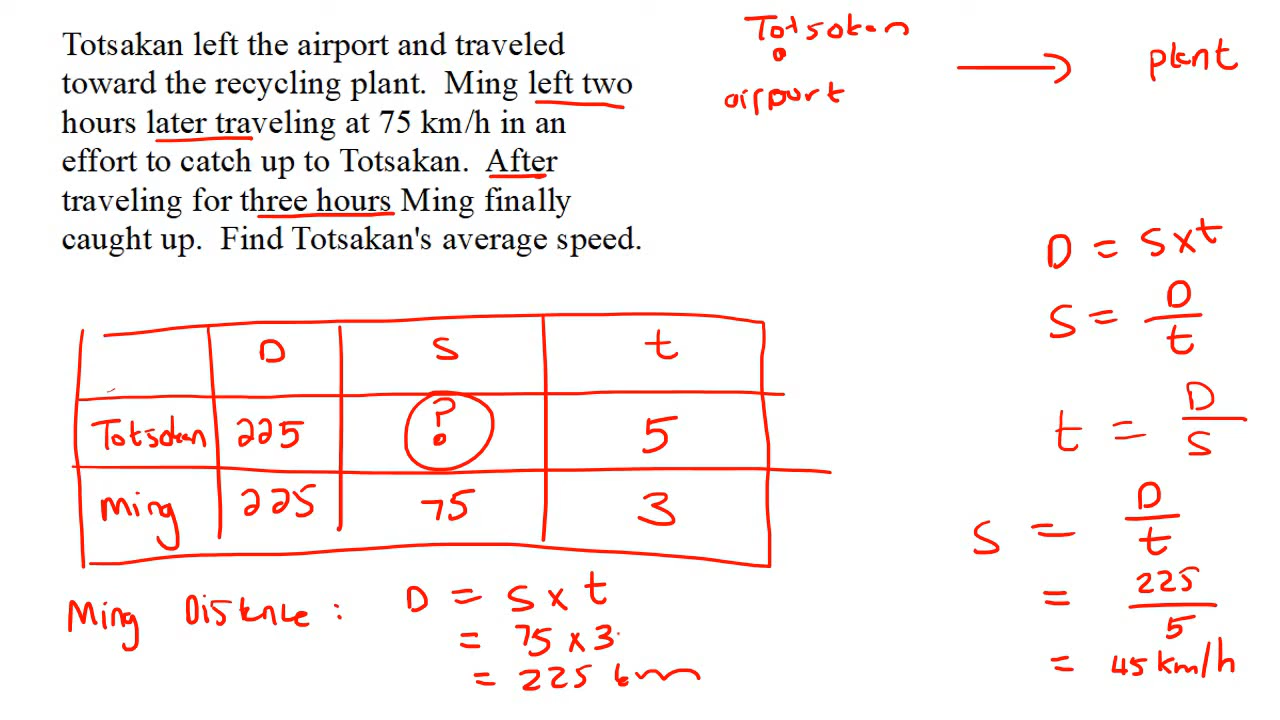 Totsakan left the airport and traveled
toward the recycling plant.  Ming left two
hours later traveling at 75 km/h in an
effort to catch up to Totsakan.  After
traveling for three hours Ming finally
caught up.  Find Totsakan's average speed.
Totsakan
airport
plant
D = S x t
S = D/t
t = D/S
D S t
Totsakan 225 ? 5
Ming 225 75 3
Ming Distance : D = S x t
= 75 x 3
= 225 km
S = D/t
= 225/5
= 45 km/h